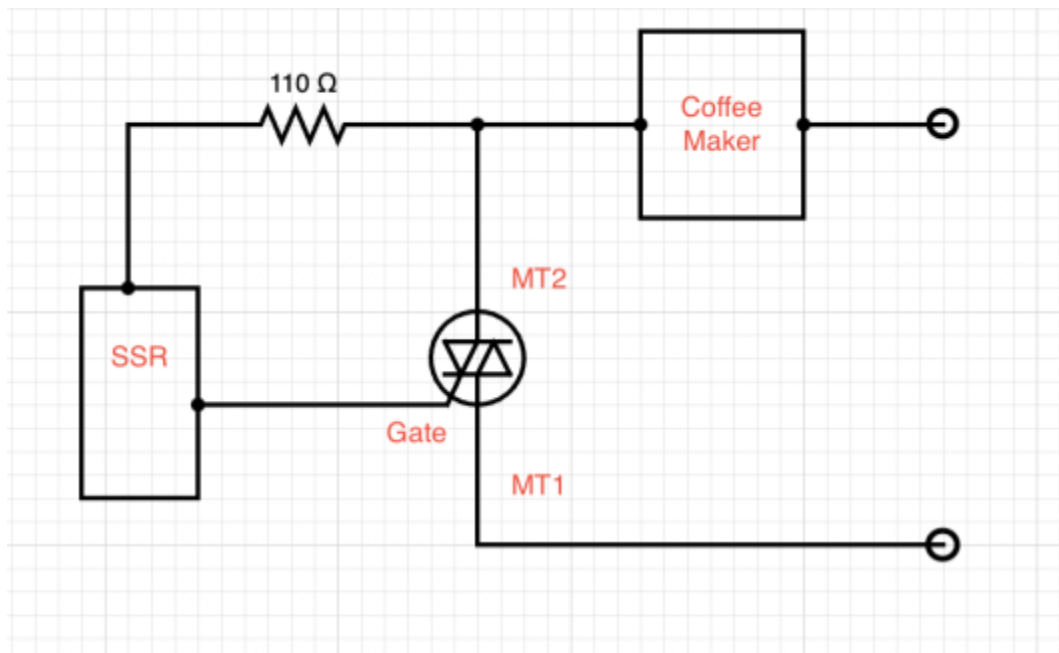 110 Ω
Coffee
Maker
MT2
SSR
Gate
MT1